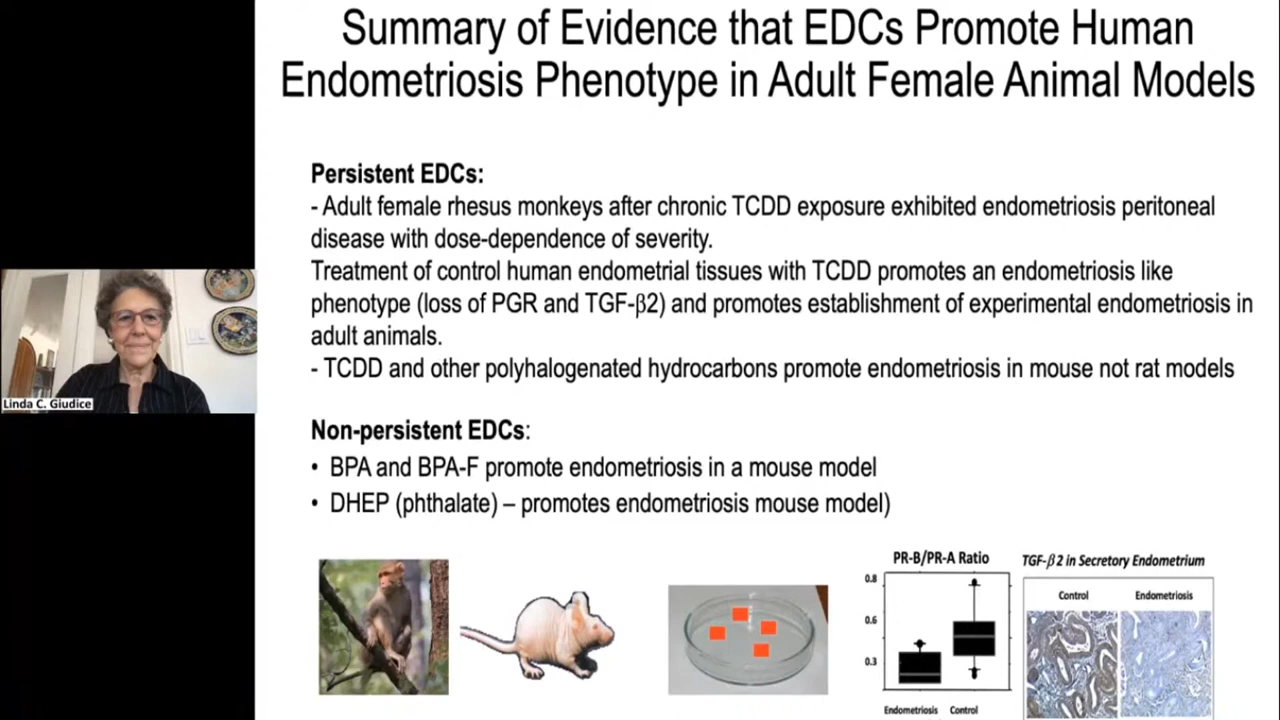 Summary of Evidence that EDCs Promote Human
Endometriosis Phenotype in Adult Female Animal Models
Persistent EDCs:
- Adult female rhesus monkeys after chronic TCDD exposure exhibited endometriosis peritoneal
disease with dose-dependence of severity.
Treatment of control human endometrial tissues with TCDD promotes an endometriosis like
phenotype (loss of PGR and TGF-β2) and promotes establishment of experimental endometriosis in
adult animals.
- TCDD and other polyhalogenated hydrocarbons promote endometriosis in mouse not rat models
Linda C. Giudice
Non-persistent EDCs:
• BPA and BPA-F promote endometriosis in a mouse model
• DHEP (phthalate) – promotes endometriosis mouse model)
PR-B/PR-A Ratio
0.8
0.6
0.3
Endometriosis Control
TGF-β2 in Secretory Endometrium
Control Endometriosis